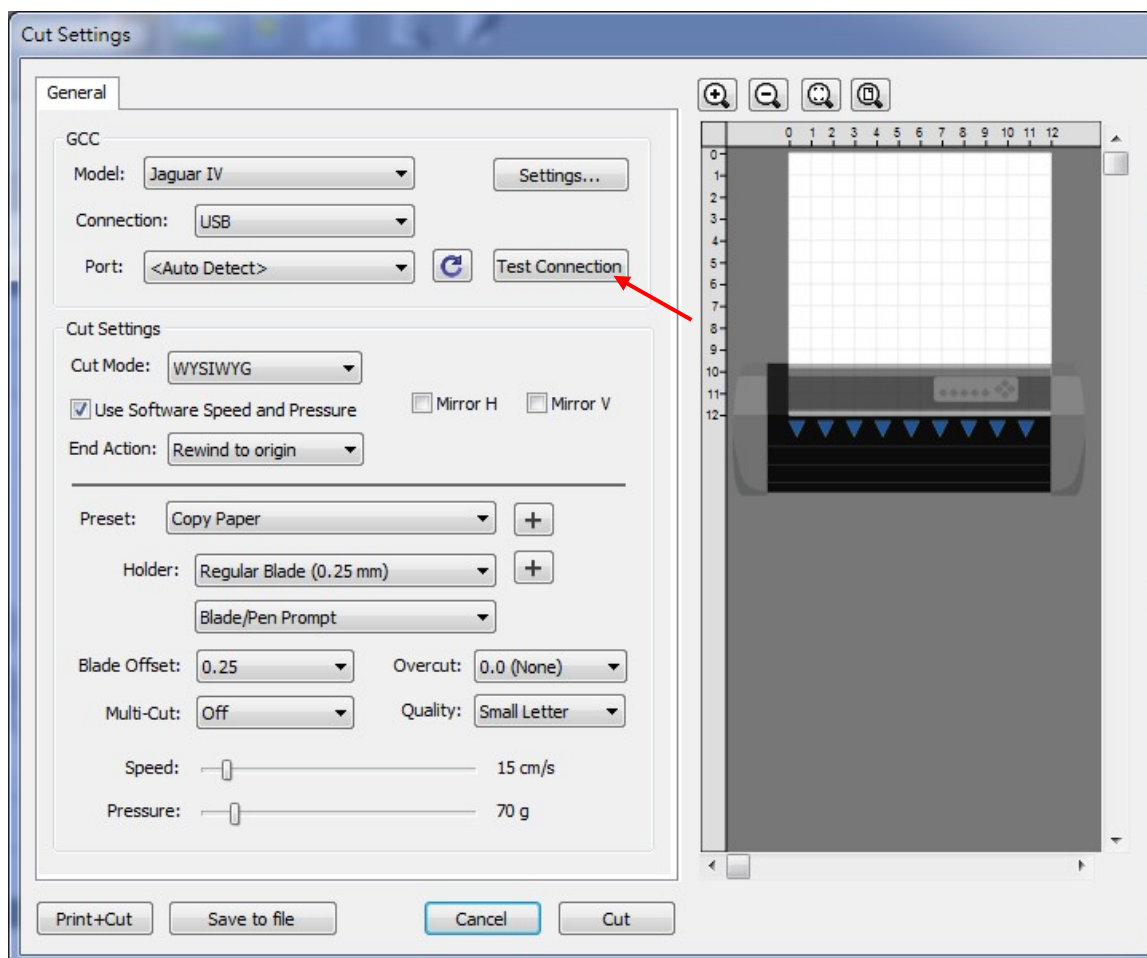 Cut Settings
General
GCC
Model: Jaguar IV Settings...
Connection: USB
Port: <Auto Detect> Test Connection
Cut Settings
Cut Mode: WYSIWYG
Use Software Speed and Pressure Mirror H Mirror V
End Action: Rewind to origin
Preset: Copy Paper +
Holder: Regular Blade (0.25 mm) +
Blade/Pen Prompt
Blade Offset: 0.25 Overcut: 0.0 (None)
Multi-Cut: Off Quality: Small Letter
Speed: 15 cm/s
Pressure: 70 g
Print+Cut Save to file Cancel Cut
0 1 2 3 4 5 6 7 8 9 10 11 12
0
1
2
3
4
5
6
7
8
9
10
11
12